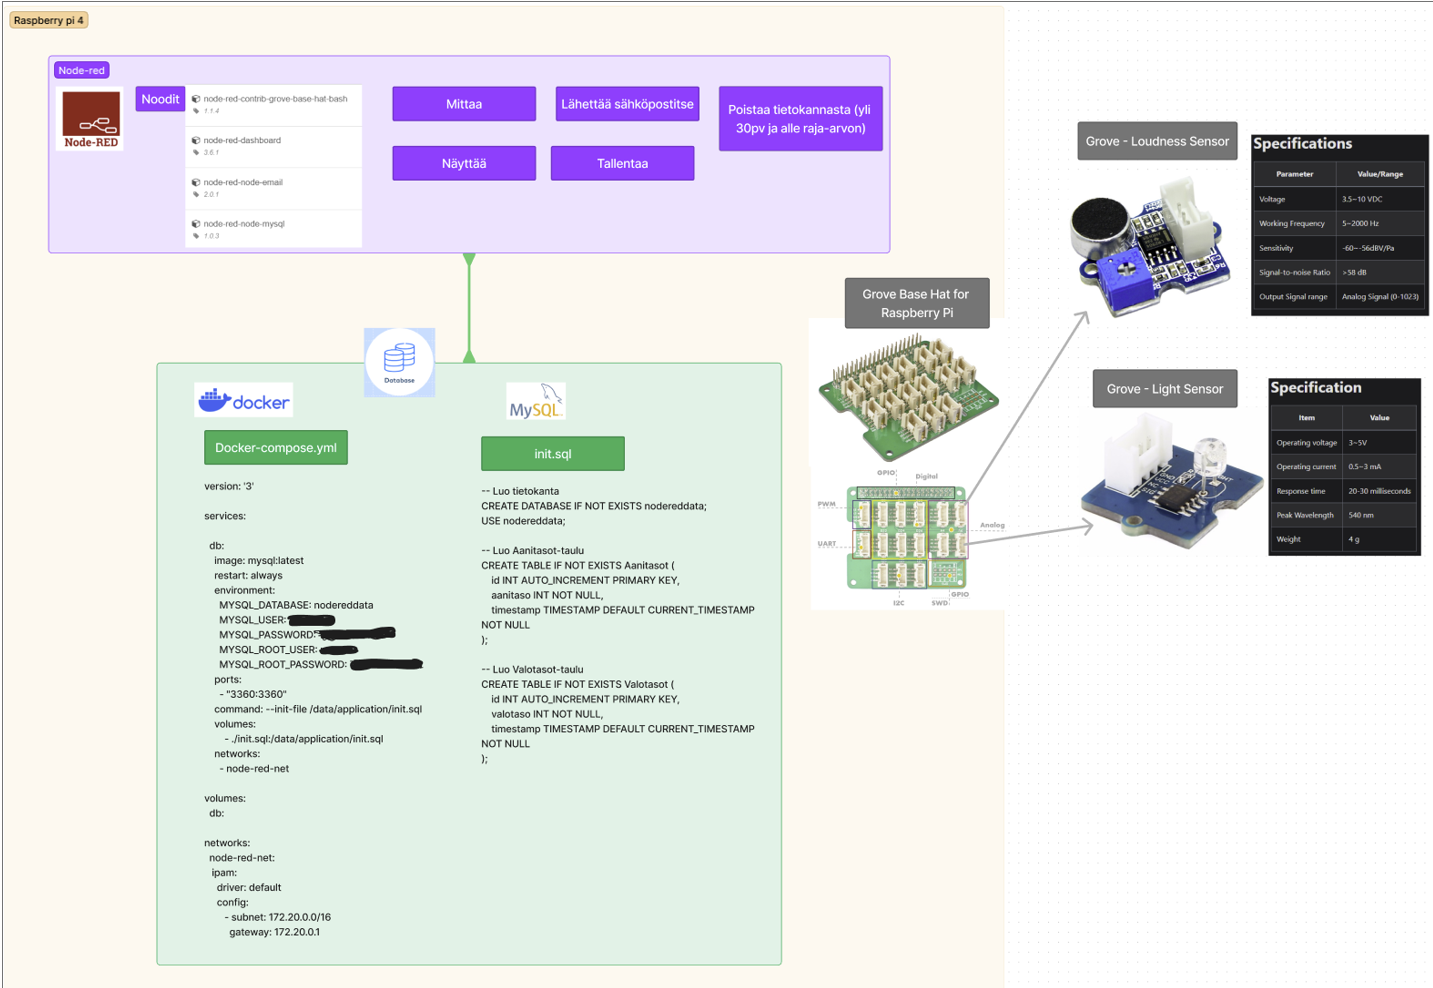 Raspberry pi 4
Node-red
Node-RED
Noodit
node-red-contrib-grove-base-hat-bash
1.1.4
node-red-dashboard
3.6.1
node-red-node-email
2.0.1
node-red-node-mysql
1.0.3
Mittaa
Lähettää sähköpostitse
Poistaa tietokannasta (yli
30pv ja alle raja-arvon)
Näyttää
Tallentaa
Database
docker
Docker-compose.yml
version: '3'
services:
db:
image: mysql:latest
restart: always
environment:
MYSQL_DATABASE: nodereddata
MYSQL_USER:
MYSQL_PASSWORD:
MYSQL_ROOT_USER:
MYSQL_ROOT_PASSWORD:
ports:
- "3360:3360"
command: --init-file /data/application/init.sql
volumes:
- ./init.sql:/data/application/init.sql
networks:
- node-red-net
volumes:
db:
networks:
node-red-net:
ipam:
driver: default
config:
- subnet: 172.20.0.0/16
gateway: 172.20.0.1
MySQL
init.sql
-- Luo tietokanta
CREATE DATABASE IF NOT EXISTS nodereddata;
USE nodereddata;
-- Luo Aanitasot-taulu
CREATE TABLE IF NOT EXISTS Aanitasot (
id INT AUTO_INCREMENT PRIMARY KEY,
aanitaso INT NOT NULL,
timestamp TIMESTAMP DEFAULT CURRENT_TIMESTAMP
NOT NULL
);
-- Luo Valotasot-taulu
CREATE TABLE IF NOT EXISTS Valotasot (
id INT AUTO_INCREMENT PRIMARY KEY,
valotaso INT NOT NULL,
timestamp TIMESTAMP DEFAULT CURRENT_TIMESTAMP
NOT NULL
);
Grove Base Hat for
Raspberry Pi
GPIO
Digital
PWM
Analog
UART
GPIO
I2C
SWD
Grove - Loudness Sensor
Specifications
Parameter Value/Range
Voltage 3.5~10 VDC
Working Frequency 5~2000 Hz
Sensitivity -60~-56dBV/Pa
Signal-to-noise Ratio >58 dB
Output Signal range Analog Signal (0-1023)
Grove - Light Sensor
Specification
Item Value
Operating voltage 3~5V
Operating current 0.5~3 mA
Response time 20-30 milliseconds
Peak Wavelength 540 nm
Weight 4 g